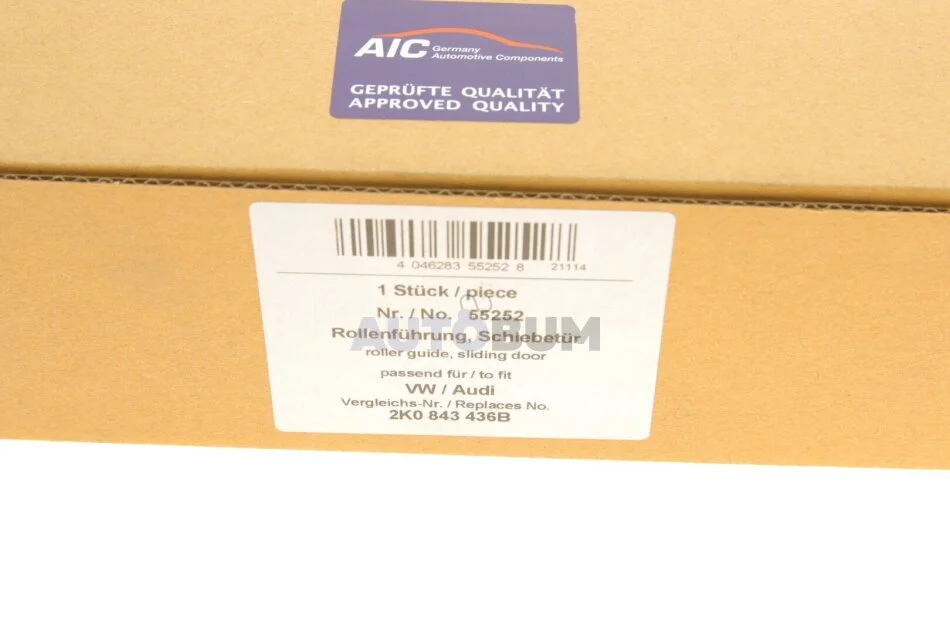 AIC Germany
Automotive Components
GEPRÜFTE QUALITÄT
APPROVED QUALITY
4 046283 55252 8 21114
1 Stück / piece
Nr. / No. 55252
AUTOBUM
Rollenführung, Schiebetür
roller guide, sliding door
passend für / to fit
VW / Audi
Vergleichs-Nr. / Replaces No.
2K0 843 436B